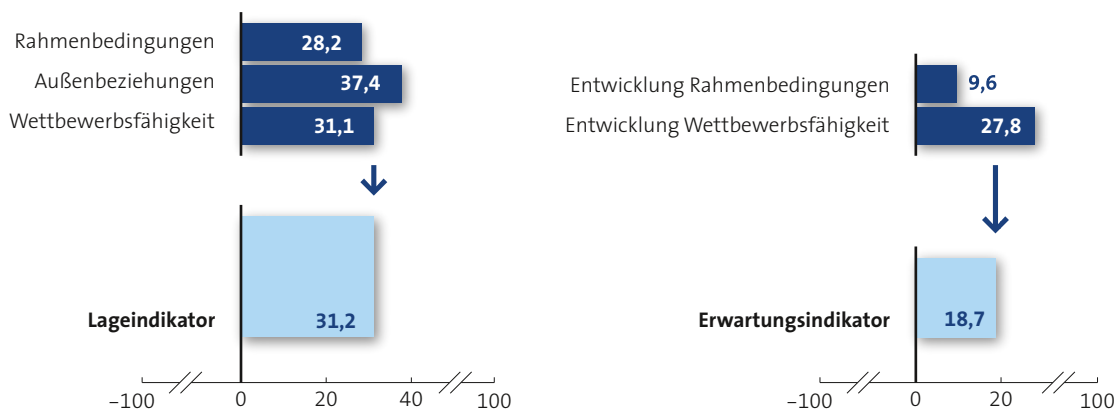 Rahmenbedingungen 28,2
Außenbeziehungen 37,4
Wettbewerbsfähigkeit 31,1
Lageindikator 31,2
–100 0 20 40 100
Entwicklung Rahmenbedingungen 9,6
Entwicklung Wettbewerbsfähigkeit 27,8
Erwartungsindikator 18,7
–100 0 20 100